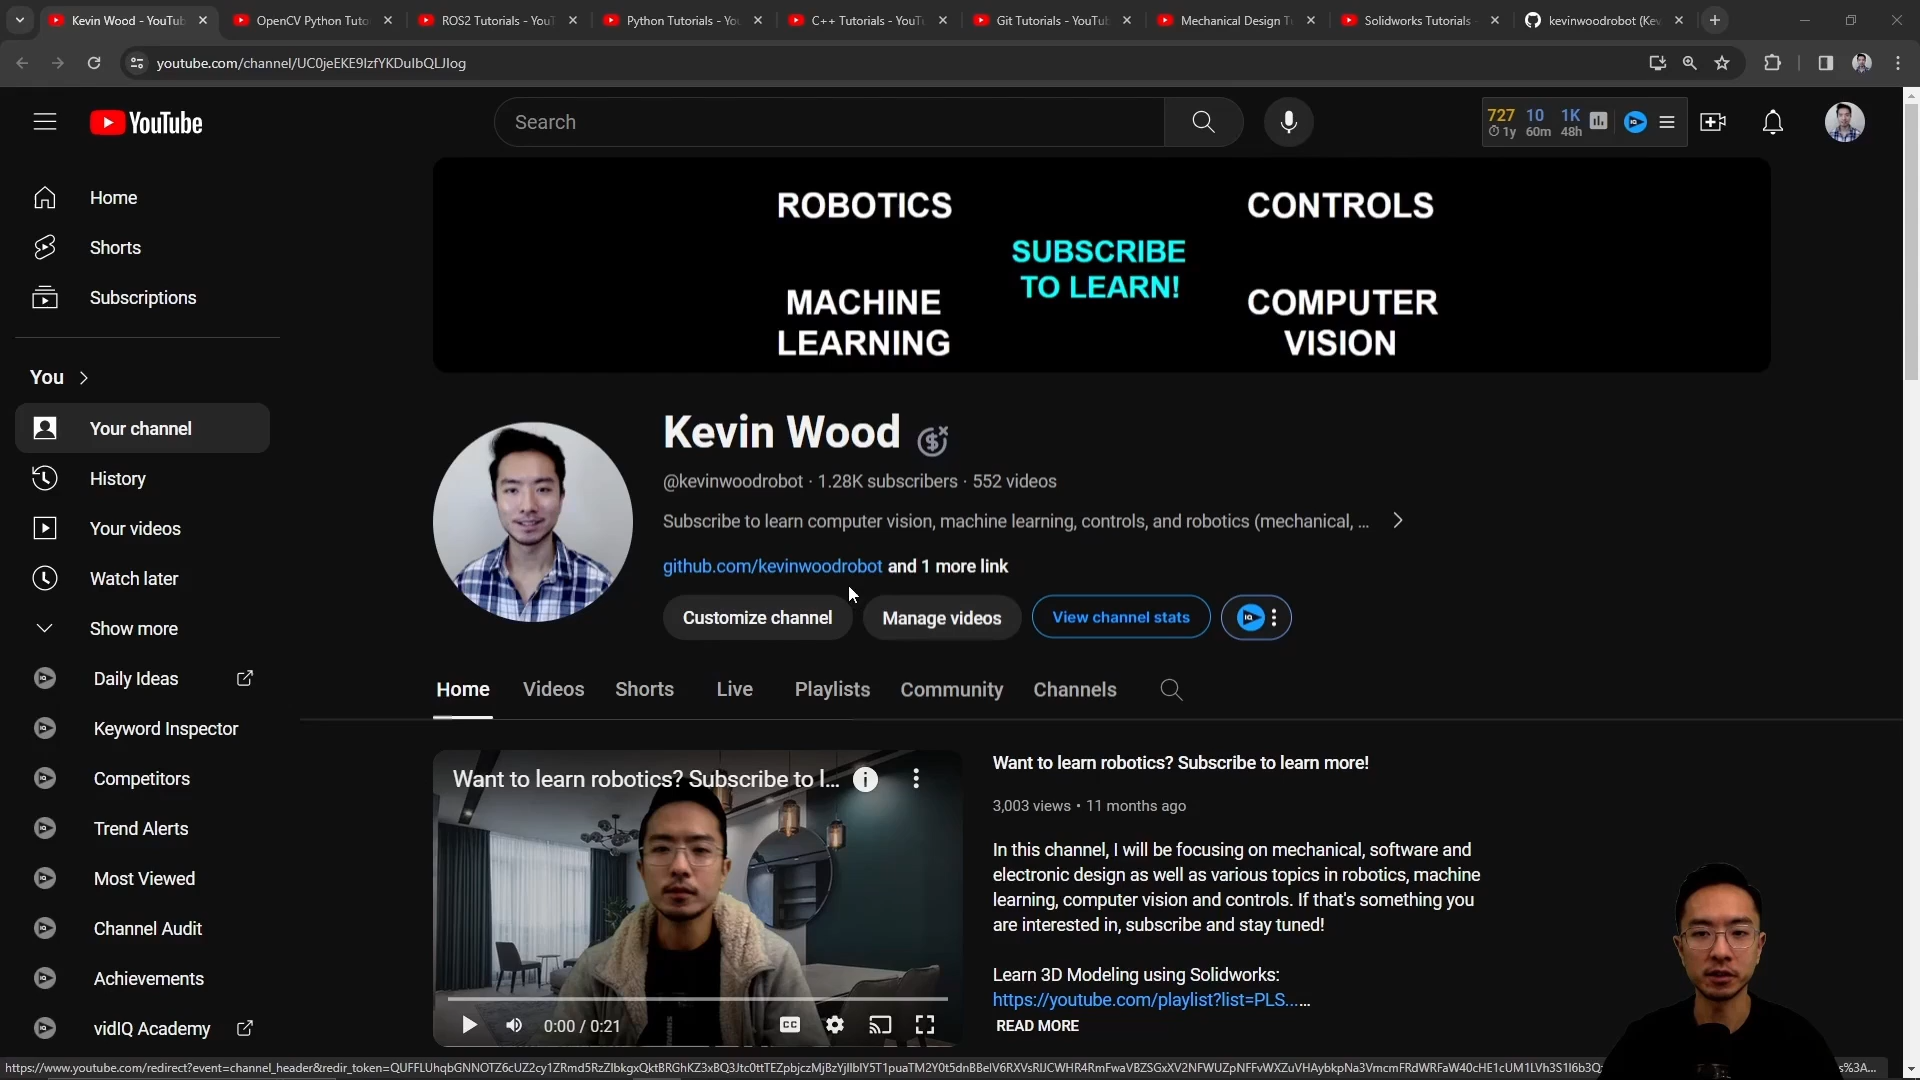 Kevin Wood - YouTub
OpenCV Python Tuto
ROS2 Tutorials - YouT
Python Tutorials - Yo
C++ Tutorials - YouTu
Git Tutorials - YouTub
Mechanical Design T
Solidworks Tutorials -
kevinwoodrobot (Kev
youtube.com/channel/UC0jeEKE9IzfYKDuIbQLJIog
YouTube
Search
727 10 1K
1y 60m 48h
Home
Shorts
Subscriptions
You
Your channel
History
Your videos
Watch later
Show more
Daily Ideas
Keyword Inspector
Competitors
Trend Alerts
Most Viewed
Channel Audit
Achievements
vidIQ Academy
ROBOTICS
CONTROLS
SUBSCRIBE
TO LEARN!
MACHINE
LEARNING
COMPUTER
VISION
Kevin Wood
@kevinwoodrobot · 1.28K subscribers · 552 videos
Subscribe to learn computer vision, machine learning, controls, and robotics (mechanical, ...
github.com/kevinwoodrobot and 1 more link
Customize channel
Manage videos
View channel stats
Home
Videos
Shorts
Live
Playlists
Community
Channels
Want to learn robotics? Subscribe to l...
0:00 / 0:21
Want to learn robotics? Subscribe to learn more!
3,003 views • 11 months ago
In this channel, I will be focusing on mechanical, software and
electronic design as well as various topics in robotics, machine
learning, computer vision and controls. If that's something you
are interested in, subscribe and stay tuned!
Learn 3D Modeling using Solidworks:
https://youtube.com/playlist?list=PLS......
READ MORE